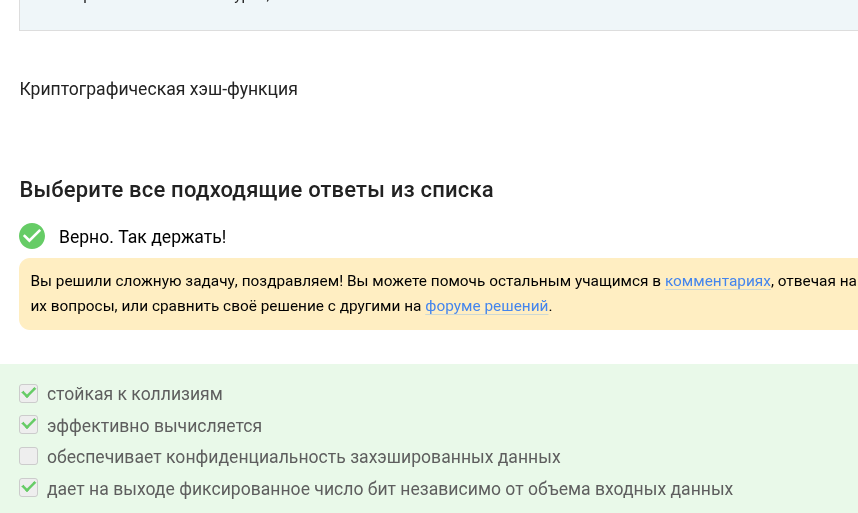 Криптографическая хэш-функция
Выберите все подходящие ответы из списка
Верно. Так держать!
Вы решили сложную задачу, поздравляем! Вы можете помочь остальным учащимся в комментариях, отвечая на
их вопросы, или сравнить своё решение с другими на форуме решений.
стойкая к коллизиям
эффективно вычисляется
обеспечивает конфиденциальность захэшированных данных
дает на выходе фиксированное число бит независимо от объема входных данных